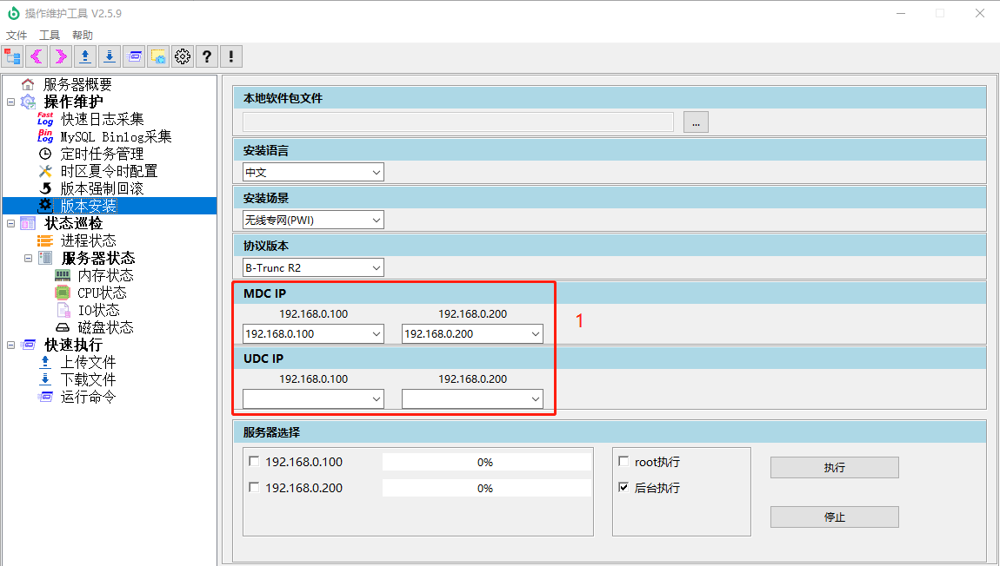 操作维护工具 V2.5.9
文件 工具 帮助
服务器概要
操作维护
Fast Log 快速日志采集
Bin Log MySQL Binlog采集
定时任务管理
时区夏令时配置
版本强制回滚
版本安装
状态巡检
进程状态
服务器状态
内存状态
CPU状态
IO状态
磁盘状态
快速执行
上传文件
下载文件
运行命令
本地软件包文件
...
安装语言
中文
安装场景
无线专网(PWI)
协议版本
B-Trunc R2
MDC IP
192.168.0.100 192.168.0.200
192.168.0.100 192.168.0.200
1
UDC IP
192.168.0.100 192.168.0.200
服务器选择
192.168.0.100 0% root执行 执行
192.168.0.200 0% 后台执行
停止